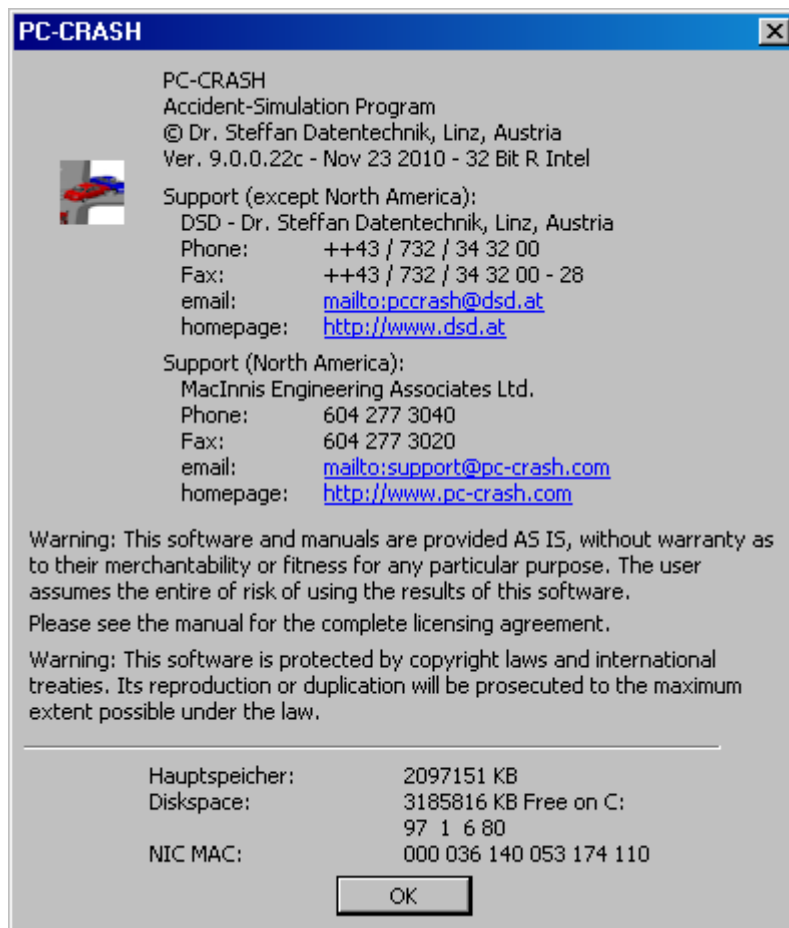 PC-CRASH
PC-CRASH
Accident-Simulation Program
© Dr. Steffan Datentechnik, Linz, Austria
Ver. 9.0.0.22c - Nov 23 2010 - 32 Bit R Intel
Support (except North America):
DSD - Dr. Steffan Datentechnik, Linz, Austria
Phone: ++43 / 732 / 34 32 00
Fax: ++43 / 732 / 34 32 00 - 28
email: mailto:pccrash@dsd.at
homepage: http://www.dsd.at
Support (North America):
MacInnis Engineering Associates Ltd.
Phone: 604 277 3040
Fax: 604 277 3020
email: mailto:support@pc-crash.com
homepage: http://www.pc-crash.com
Warning: This software and manuals are provided AS IS, without warranty as
to their merchantability or fitness for any particular purpose. The user
assumes the entire of risk of using the results of this software.
Please see the manual for the complete licensing agreement.
Warning: This software is protected by copyright laws and international
treaties. Its reproduction or duplication will be prosecuted to the maximum
extent possible under the law.
Hauptspeicher: 2097151 KB
Diskspace: 3185816 KB Free on C:
97 1 6 80
NIC MAC: 000 036 140 053 174 110
OK